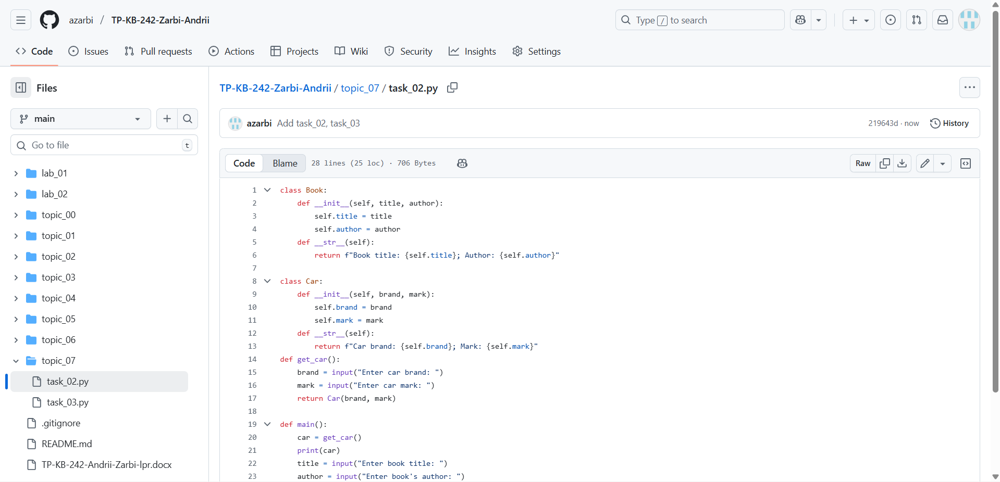 azarbi / TP-KB-242-Zarbi-Andrii
Type / to search
Code Issues Pull requests Actions Projects Wiki Security Insights Settings
Files
main
Go to file t
lab_01
lab_02
topic_00
topic_01
topic_02
topic_03
topic_04
topic_05
topic_06
topic_07
task_02.py
task_03.py
.gitignore
README.md
TP-KB-242-Andrii-Zarbi-lpr.docx
TP-KB-242-Zarbi-Andrii / topic_07 / task_02.py
azarbi Add task_02, task_03
219643d · now History
Code Blame 28 lines (25 loc) · 706 Bytes
Raw
1 class Book:
2     def __init__(self, title, author):
3         self.title = title
4         self.author = author
5     def __str__(self):
6         return f"Book title: {self.title}; Author: {self.author}"
7
8 class Car:
9     def __init__(self, brand, mark):
10         self.brand = brand
11         self.mark = mark
12     def __str__(self):
13         return f"Car brand: {self.brand}; Mark: {self.mark}"
14 def get_car():
15     brand = input("Enter car brand: ")
16     mark = input("Enter car mark: ")
17     return Car(brand, mark)
18
19 def main():
20     car = get_car()
21     print(car)
22     title = input("Enter book title: ")
23     author = input("Enter book's author: ")